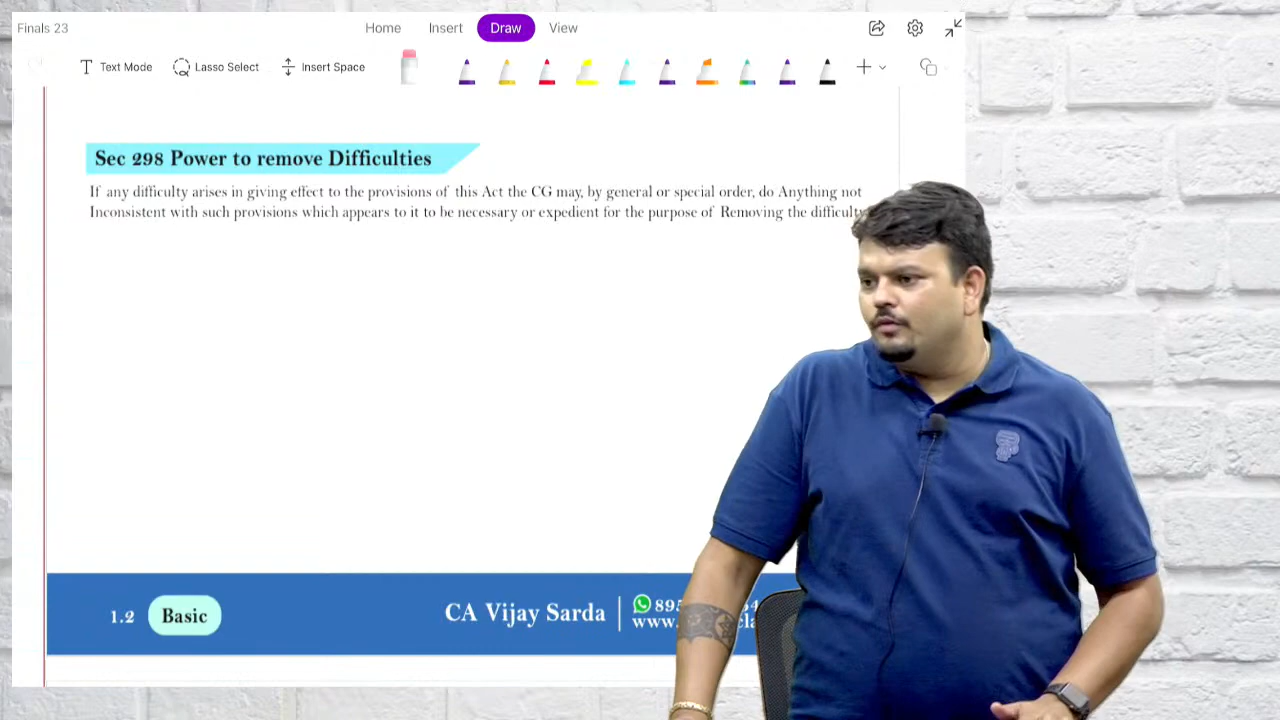 Finals 23
Home Insert Draw View
Text Mode Lasso Select Insert Space
Sec 298 Power to remove Difficulties
If any difficulty arises in giving effect to the provisions of this Act the CG may, by general or special order, do Anything not
Inconsistent with such provisions which appears to it to be necessary or expedient for the purpose of Removing the difficulty
1.2 Basic
CA Vijay Sarda